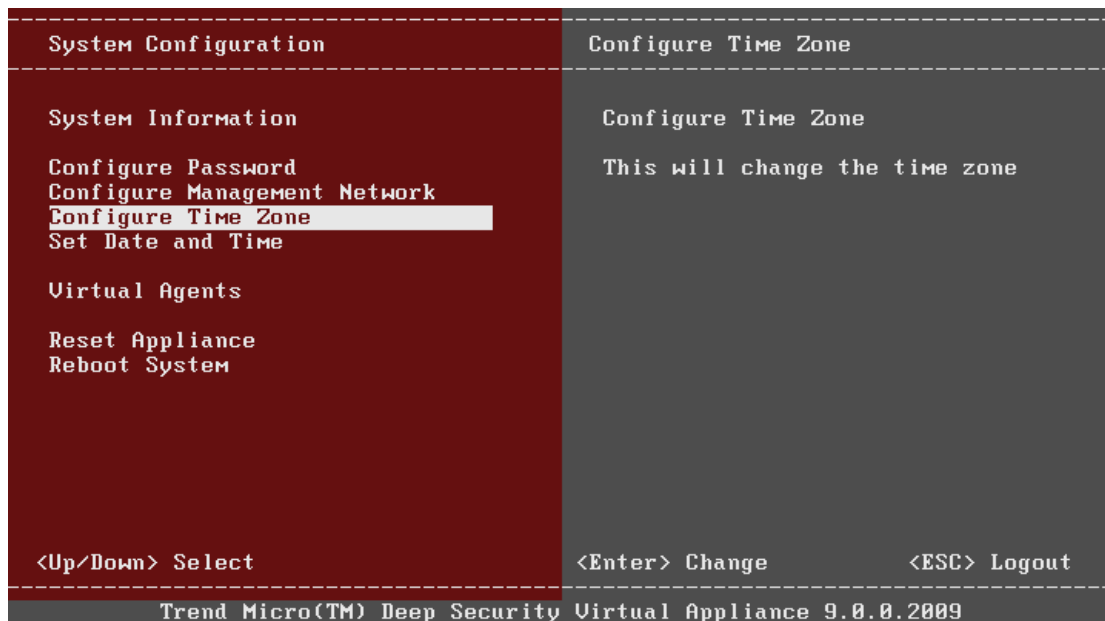 System Configuration
Configure Time Zone
System Information
Configure Password
Configure Management Network
Configure Time Zone
Set Date and Time
Virtual Agents
Reset Appliance
Reboot System
Configure Time Zone
This will change the time zone
<Up/Down> Select
<Enter> Change
<ESC> Logout
Trend Micro(TM) Deep Security Virtual Appliance 9.0.0.2009